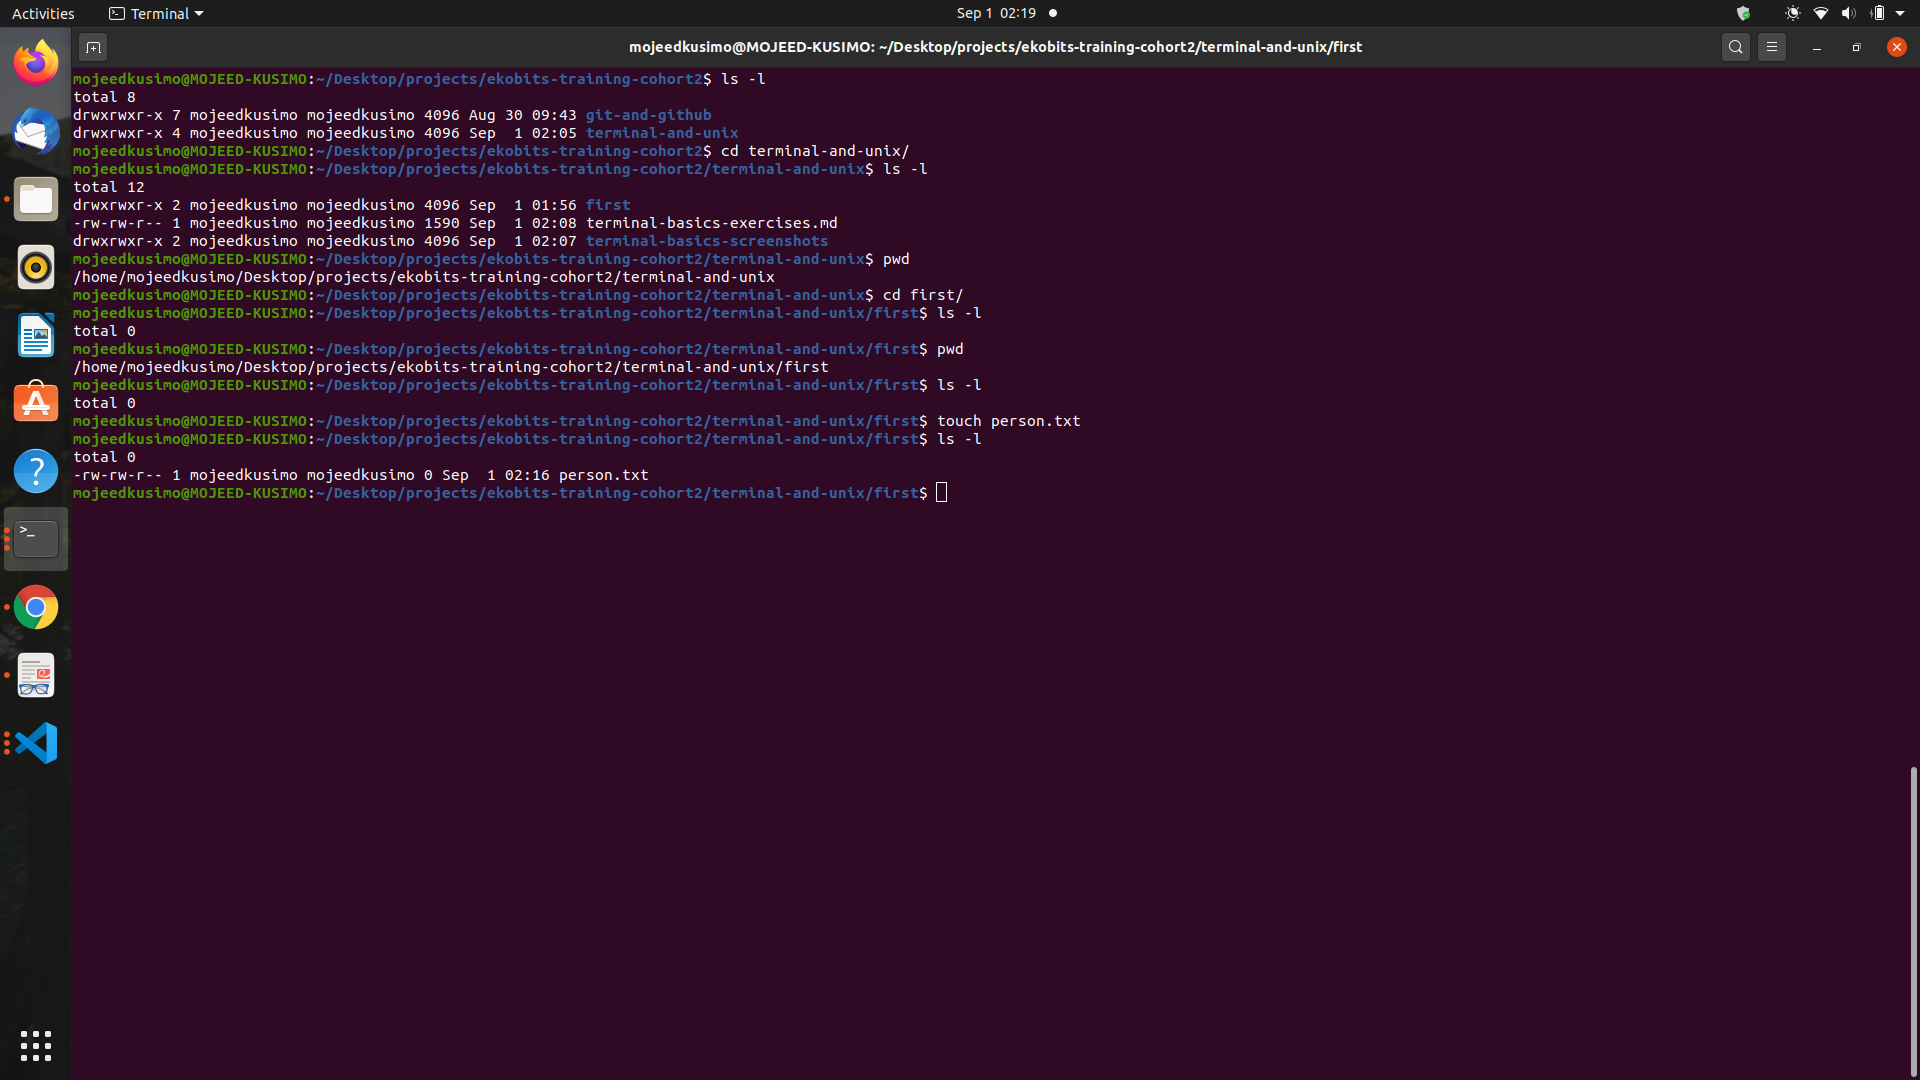 Activities
Terminal
Sep 1 02:19
mojeedkusimo@MOJEED-KUSIMO: ~/Desktop/projects/ekobits-training-cohort2/terminal-and-unix/first
mojeedkusimo@MOJEED-KUSIMO:~/Desktop/projects/ekobits-training-cohort2$ ls -l
total 8
drwxrwxr-x 7 mojeedkusimo mojeedkusimo 4096 Aug 30 09:43 git-and-github
drwxrwxr-x 4 mojeedkusimo mojeedkusimo 4096 Sep  1 02:05 terminal-and-unix
mojeedkusimo@MOJEED-KUSIMO:~/Desktop/projects/ekobits-training-cohort2$ cd terminal-and-unix/
mojeedkusimo@MOJEED-KUSIMO:~/Desktop/projects/ekobits-training-cohort2/terminal-and-unix$ ls -l
total 12
drwxrwxr-x 2 mojeedkusimo mojeedkusimo 4096 Sep  1 01:56 first
-rw-rw-r-- 1 mojeedkusimo mojeedkusimo 1590 Sep  1 02:08 terminal-basics-exercises.md
drwxrwxr-x 2 mojeedkusimo mojeedkusimo 4096 Sep  1 02:07 terminal-basics-screenshots
mojeedkusimo@MOJEED-KUSIMO:~/Desktop/projects/ekobits-training-cohort2/terminal-and-unix$ pwd
/home/mojeedkusimo/Desktop/projects/ekobits-training-cohort2/terminal-and-unix
mojeedkusimo@MOJEED-KUSIMO:~/Desktop/projects/ekobits-training-cohort2/terminal-and-unix$ cd first/
mojeedkusimo@MOJEED-KUSIMO:~/Desktop/projects/ekobits-training-cohort2/terminal-and-unix/first$ ls -l
total 0
mojeedkusimo@MOJEED-KUSIMO:~/Desktop/projects/ekobits-training-cohort2/terminal-and-unix/first$ pwd
/home/mojeedkusimo/Desktop/projects/ekobits-training-cohort2/terminal-and-unix/first
mojeedkusimo@MOJEED-KUSIMO:~/Desktop/projects/ekobits-training-cohort2/terminal-and-unix/first$ ls -l
total 0
mojeedkusimo@MOJEED-KUSIMO:~/Desktop/projects/ekobits-training-cohort2/terminal-and-unix/first$ touch person.txt
mojeedkusimo@MOJEED-KUSIMO:~/Desktop/projects/ekobits-training-cohort2/terminal-and-unix/first$ ls -l
total 0
-rw-rw-r-- 1 mojeedkusimo mojeedkusimo 0 Sep  1 02:16 person.txt
mojeedkusimo@MOJEED-KUSIMO:~/Desktop/projects/ekobits-training-cohort2/terminal-and-unix/first$